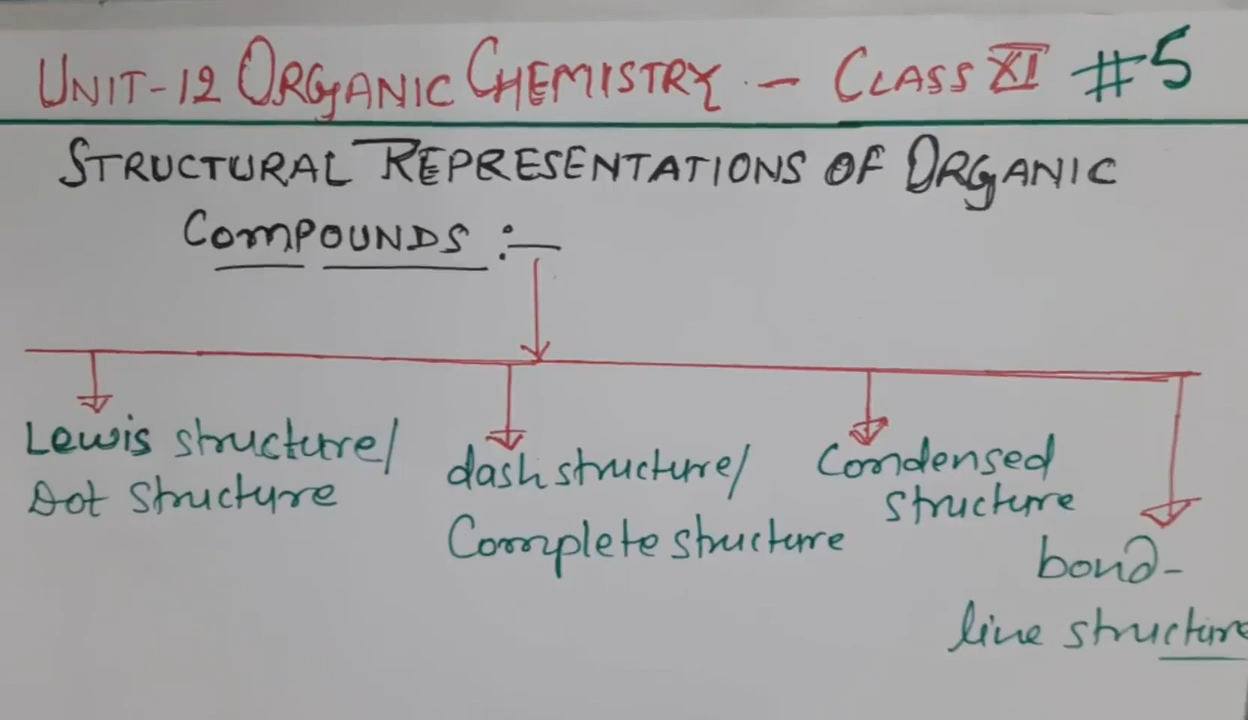 UNIT-12 ORGANIC CHEMISTRY - CLASS XI #5
STRUCTURAL REPRESENTATIONS OF ORGANIC
COMPOUNDS :-
Lewis structure/
Dot structure
dash structure/
Complete structure
Condensed
structure
bond-
line structure